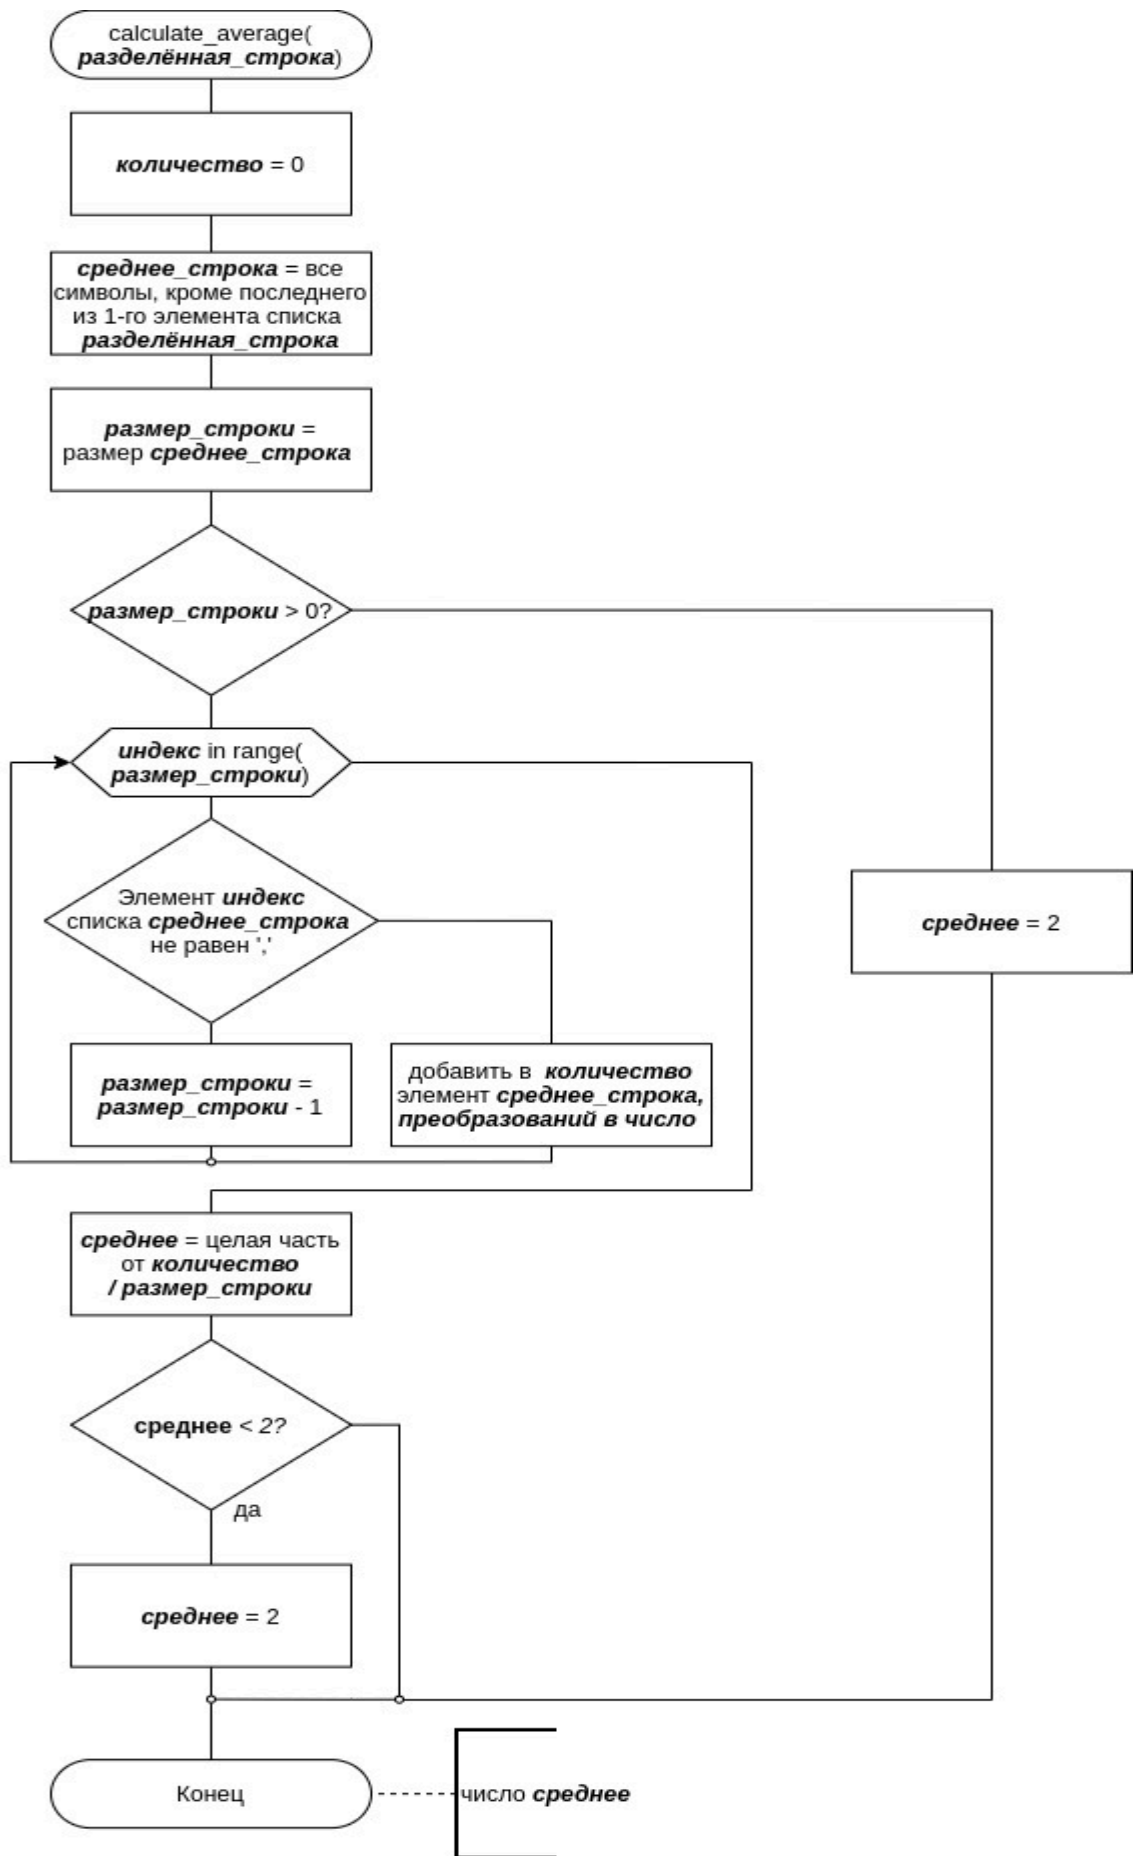 calculate_average(
разделённая_строка)
количество = 0
среднее_строка = все
символы, кроме последнего
из 1-го элемента списка
разделённая_строка
размер_строки =
размер среднее_строка
размер_строки > 0?
индекс in range(
размер_строки)
Элемент индекс
списка среднее_строка
не равен ','
среднее = 2
размер_строки =
размер_строки - 1
добавить в количество
элемент среднее_строка,
преобразований в число
среднее = целая часть
от количество
/ размер_строки
среднее < 2?
да
среднее = 2
Конец
число среднее